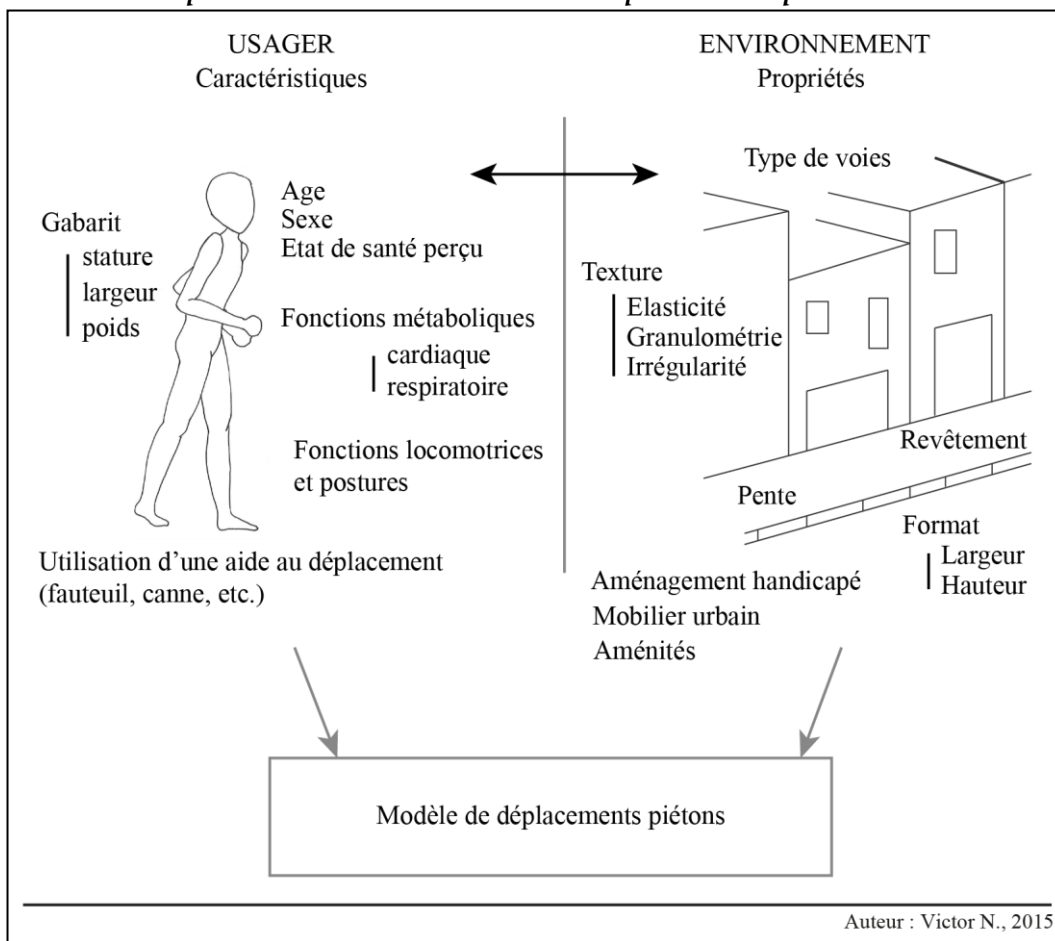 USAGER
Caractéristiques
Gabarit
stature
largeur
poids
Age
Sexe
Etat de santé perçu
Fonctions métaboliques
cardiaque
respiratoire
Fonctions locomotrices
et postures
Utilisation d'une aide au déplacement
(fauteuil, canne, etc.)
ENVIRONNEMENT
Propriétés
Type de voies
Texture
Elasticité
Granulométrie
Irrégularité
Revêtement
Pente
Format
Largeur
Hauteur
Aménagement handicapé
Mobilier urbain
Aménités
Modèle de déplacements piétons
Auteur : Victor N., 2015